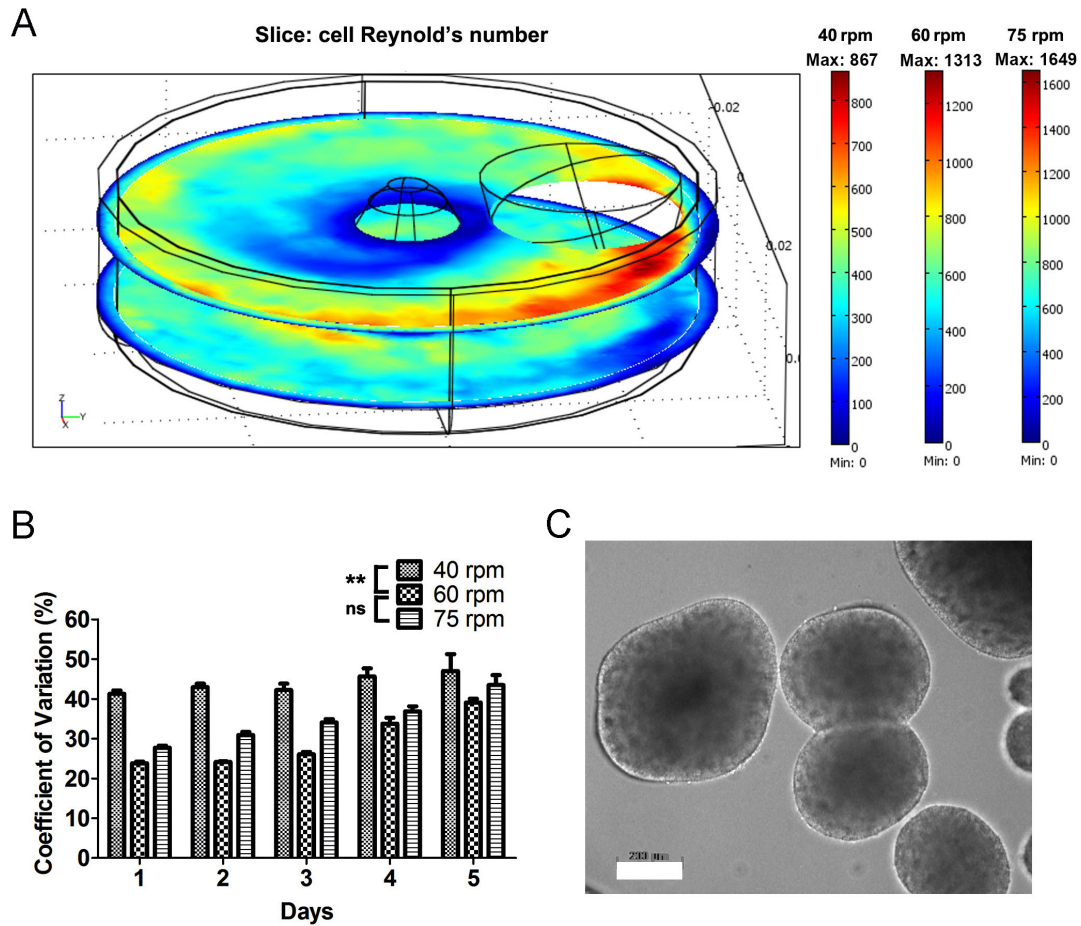 A
Slice: cell Reynold's number
40 rpm 60 rpm 75 rpm
Max: 867 Max: 1313 Max: 1649
800
700
600
500
400
300
200
100
0
Min: 0
1200
1000
800
600
400
200
0
Min: 0
1600
1400
1200
1000
800
600
400
200
0
Min: 0
-0.02
0
0.02
Z
Y
X
B
** 40 rpm
60 rpm
ns 75 rpm
Coefficient of Variation (%)
60
50
40
30
20
10
0
1 2 3 4 5
Days
C